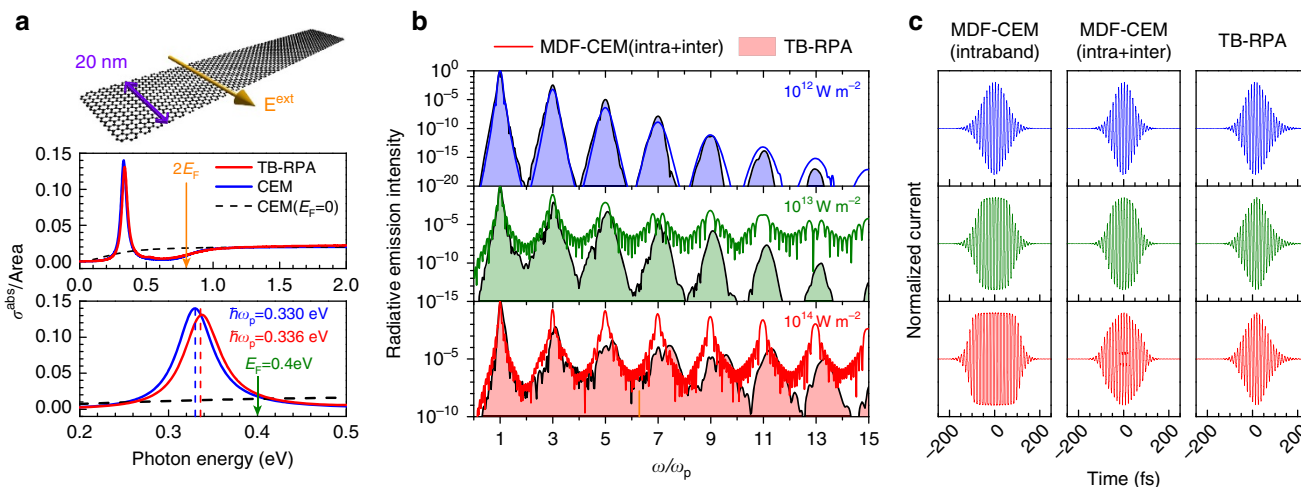 a
20 nm
E^ext
0.15
0.10
0.05
0.00
TB-RPA
CEM
CEM(E_F=0)
2E_F
0.0 0.5 1.0 1.5 2.0
σ^abs/Area
0.15
0.10
0.05
0.00
ħω_p=0.330 eV
ħω_p=0.336 eV
E_F=0.4eV
0.2 0.3 0.4 0.5
Photon energy (eV)
b
MDF-CEM(intra+inter) TB-RPA
Radiative emission intensity
10^0
10^−5
10^−10
10^−15
10^−20
10^12 W m^−2
10^−5
10^−10
10^−15
10^13 W m^−2
10^−5
10^−10
10^14 W m^−2
1 3 5 7 9 11 13 15
ω/ω_p
c
MDF-CEM (intraband)
MDF-CEM (intra+inter)
TB-RPA
Normalized current
−200 0 200
−200 0 200
−200 0 200
Time (fs)